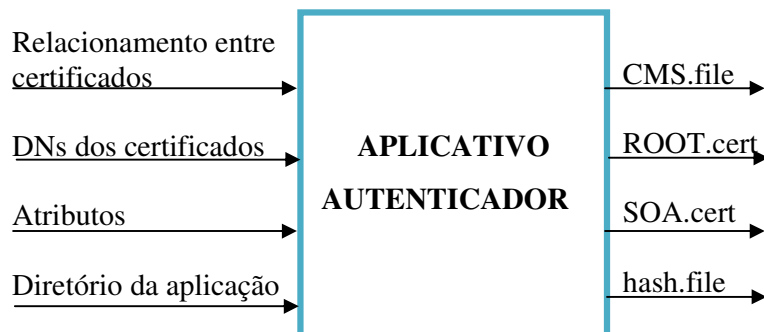 Relacionamento entre
certificados
DNs dos certificados
Atributos
Diretório da aplicação
APLICATIVO
AUTENTICADOR
CMS.file
ROOT.cert
SOA.cert
hash.file